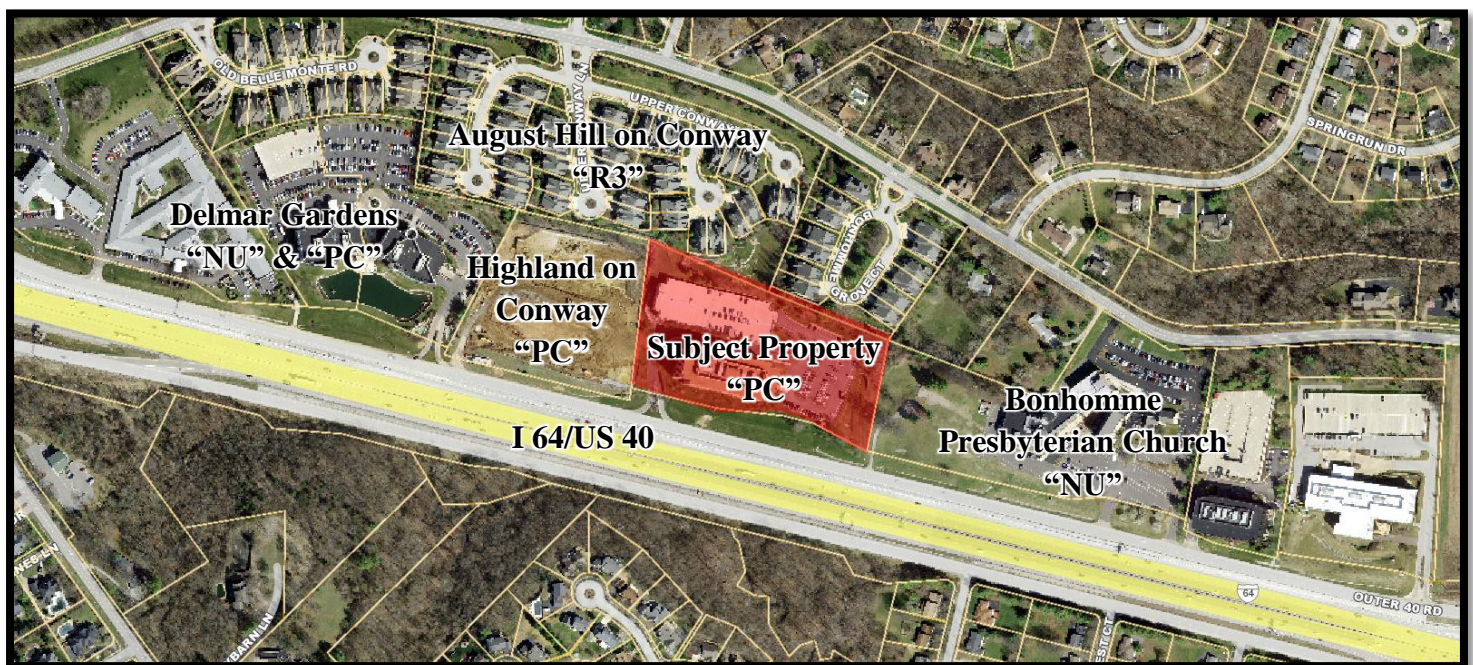 OLD BELLE MONTE RD
UPPER CONWAY
August Hill on Conway
“R3”
SPRINGRUN DR
Delmar Gardens
“NU” & “PC”
Highland on
Conway
“PC”
BONHOMME
GROVE CT
Subject Property
“PC”
Bonhomme
Presbyterian Church
“NU”
I 64/US 40
64
OUTER 40 RD